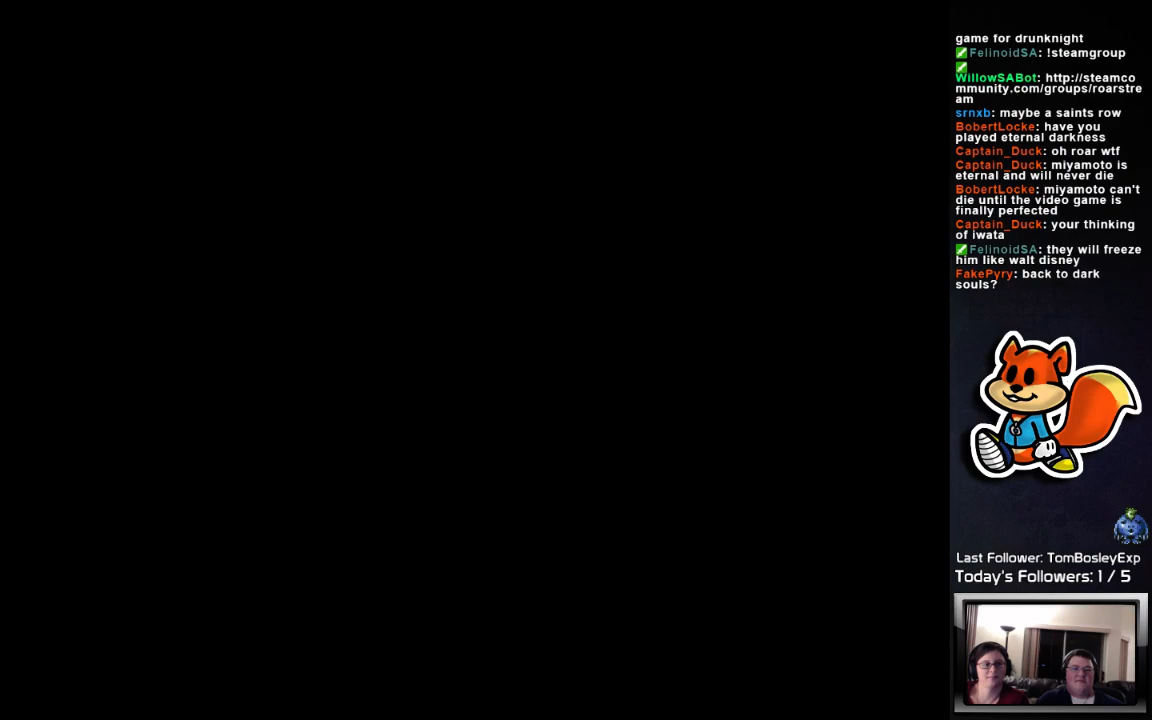 game for drunknight
FelinoidSA: !steamgroup
WillowSABot: http://steamco
mmunity.com/groups/roarstre
am
srnxb: maybe a saints row
BobertLocke: have you
played eternal darkness
Captain_Duck: oh roar wtf
Captain_Duck: miyamoto is
eternal and will never die
BobertLocke: miyamoto can't
die until the video game is
finally perfected
Captain_Duck: your thinking
of iwata
FelinoidSA: they will freeze
him like walt disney
FakePyry: back to dark
souls?
Last Follower: TomBosleyExp
Today's Followers: 1 / 5